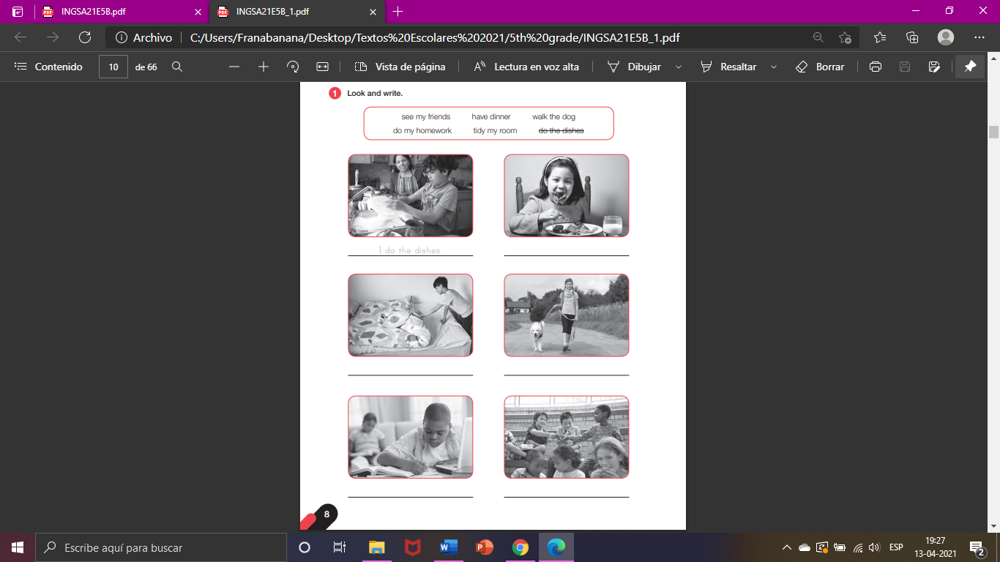 INGSA21E5B.pdf
INGSA21E5B_1.pdf
Archivo
C:/Users/Franabanana/Desktop/Textos%20Escolares%202021/5th%20grade/INGSA21E5B_1.pdf
Contenido
10
de 66
Vista de página
Lectura en voz alta
Dibujar
Resaltar
Borrar
1 Look and write.
see my friends have dinner walk the dog
do my homework tidy my room do the dishes
I do the dishes.
8
Escribe aquí para buscar
ESP
19:27
13-04-2021
2